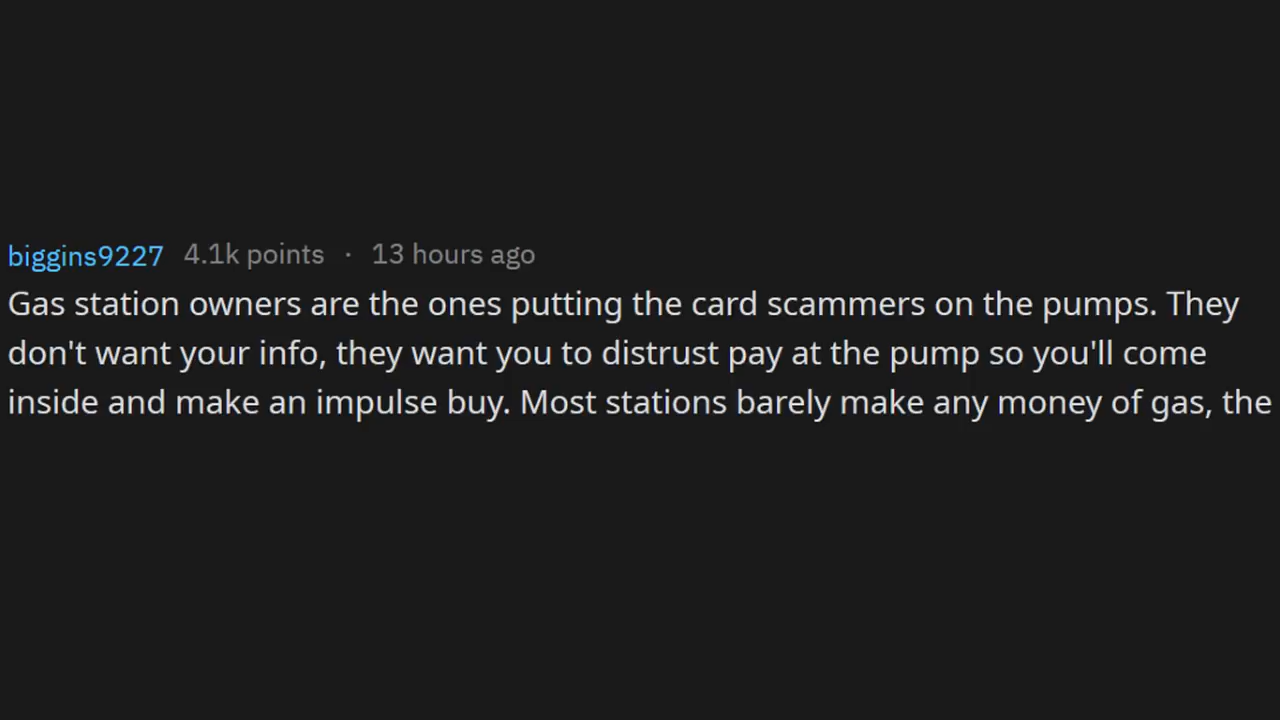 biggins9227 4.1k points · 13 hours ago
Gas station owners are the ones putting the card scammers on the pumps. They
don't want your info, they want you to distrust pay at the pump so you'll come
inside and make an impulse buy. Most stations barely make any money of gas, the